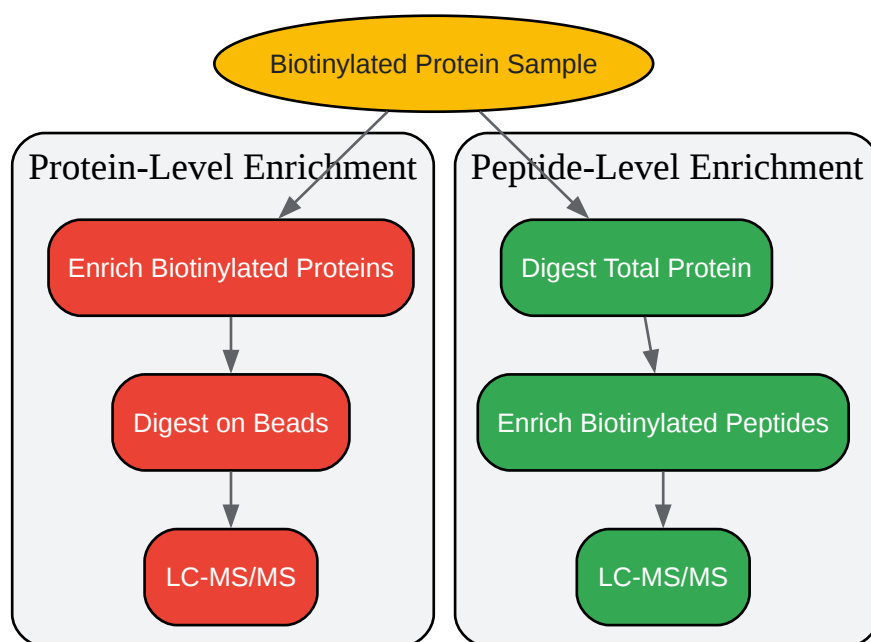 Biotinylated Protein Sample
Protein-Level Enrichment
Enrich Biotinylated Proteins
Digest on Beads
LC-MS/MS
Peptide-Level Enrichment
Digest Total Protein
Enrich Biotinylated Peptides
LC-MS/MS